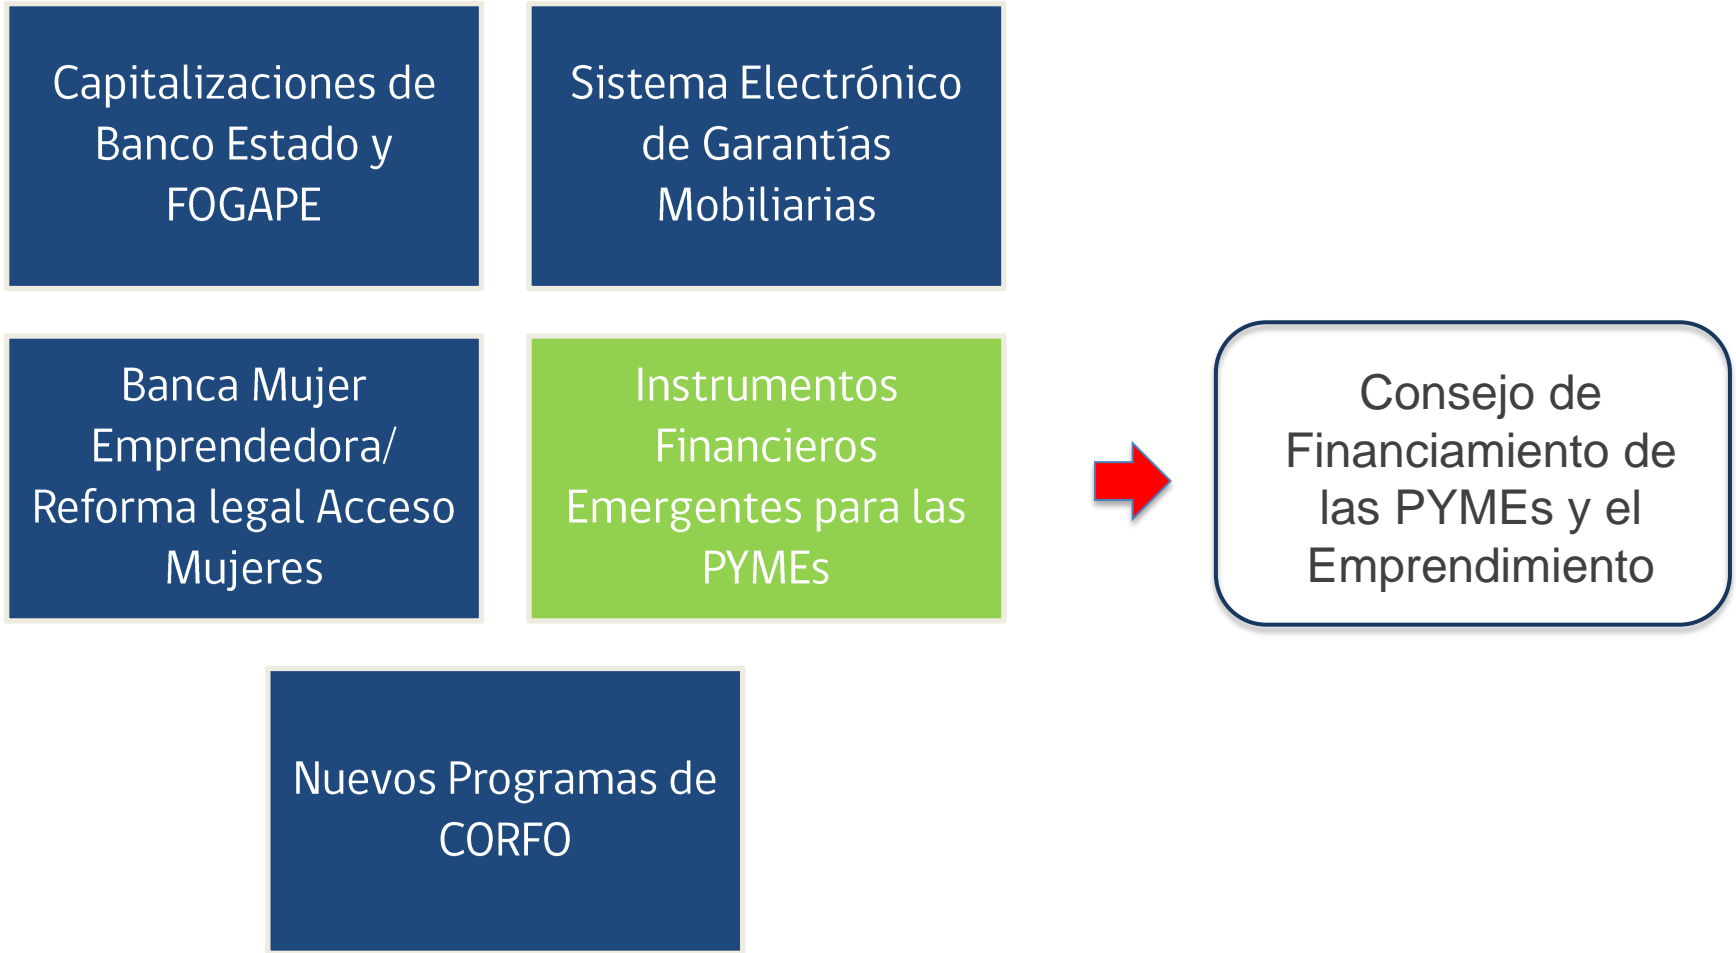 Capitalizaciones de
Banco Estado y
FOGAPE
Sistema Electrónico
de Garantías
Mobiliarias
Banca Mujer
Emprendedora/
Reforma legal Acceso
Mujeres
Instrumentos
Financieros
Emergentes para las
PYMEs
Consejo de
Financiamiento de
las PYMEs y el
Emprendimiento
Nuevos Programas de
CORFO